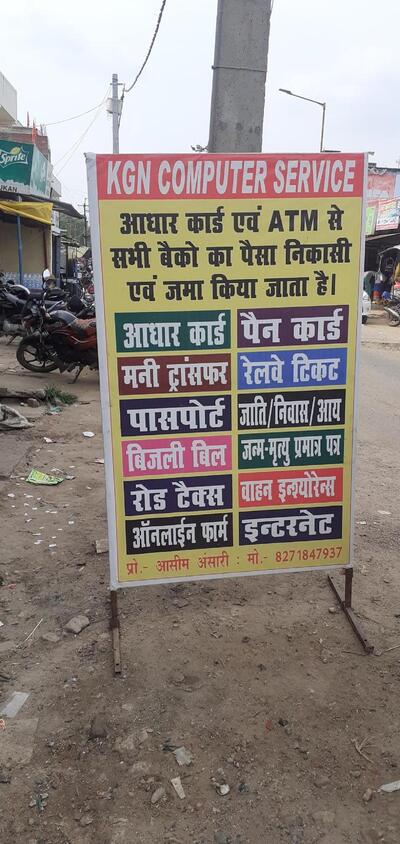 Sprite
UKAN
KGN COMPUTER SERVICE
आधार कार्ड एवं ATM से
सभी बैको का पैसा निकासी
एवं जमा किया जाता है।
आधार कार्ड पैन कार्ड
मनी ट्रांसफर रेलवे टिकट
पासपोर्ट जाति/निवास/आय
बिजली बिल जन्म-मृत्यु प्रमात्र पत्र
रोड टैक्स वाहन इन्श्योरेन्स
ऑनलाईन फार्म इन्टरनेट
प्रो.- आसीम अंसारी : मो.- 8271847937